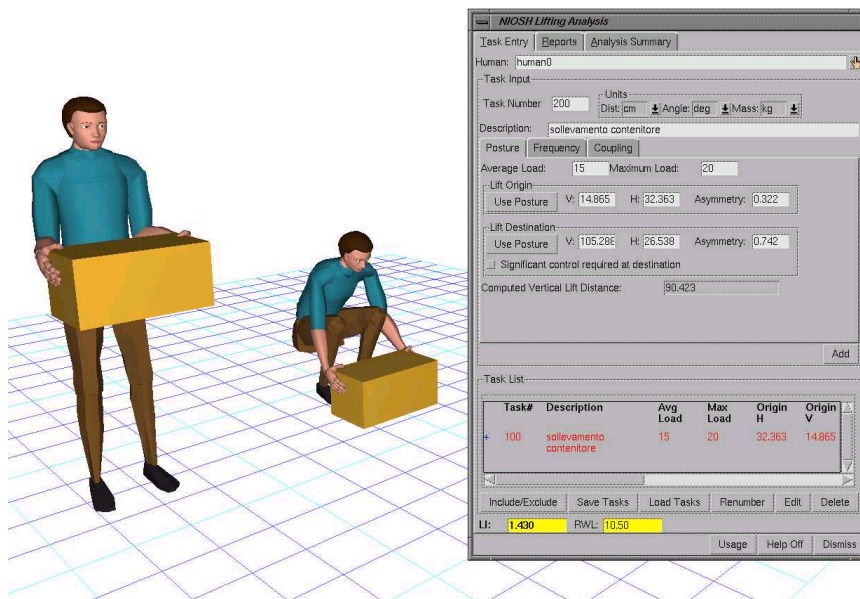 NIOSH Lifting Analysis
Task Entry Reports Analysis Summary
Human: human0
Task Input
Units
Task Number 200 Dist: cm Angle: deg Mass: kg
Description: sollevamento contenitore
Posture Frequency Coupling
Average Load: 15 Maximum Load: 20
Lift Origin
Use Posture V: 14.865 H: 32.363 Asymmetry: 0.322
Lift Destination
Use Posture V: 105.288 H: 26.538 Asymmetry: 0.742
Significant control required at destination
Computed Vertical Lift Distance: 90.423
Add
Task List
Task# Description Avg Load Max Load Origin H Origin V
+ 100 sollevamento contenitore 15 20 32.363 14.865
Include/Exclude Save Tasks Load Tasks Renumber Edit Delete
LI: 1.430 RWL: 10.50
Usage Help Off Dismiss